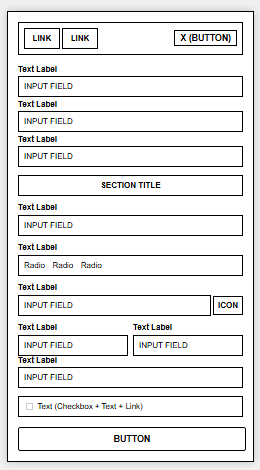 LINK LINK X (BUTTON)
Text Label
INPUT FIELD
Text Label
INPUT FIELD
Text Label
INPUT FIELD
SECTION TITLE
Text Label
INPUT FIELD
Text Label
Radio Radio Radio
Text Label
INPUT FIELD ICON
Text Label Text Label
INPUT FIELD INPUT FIELD
Text Label
INPUT FIELD
Text (Checkbox + Text + Link)
BUTTON